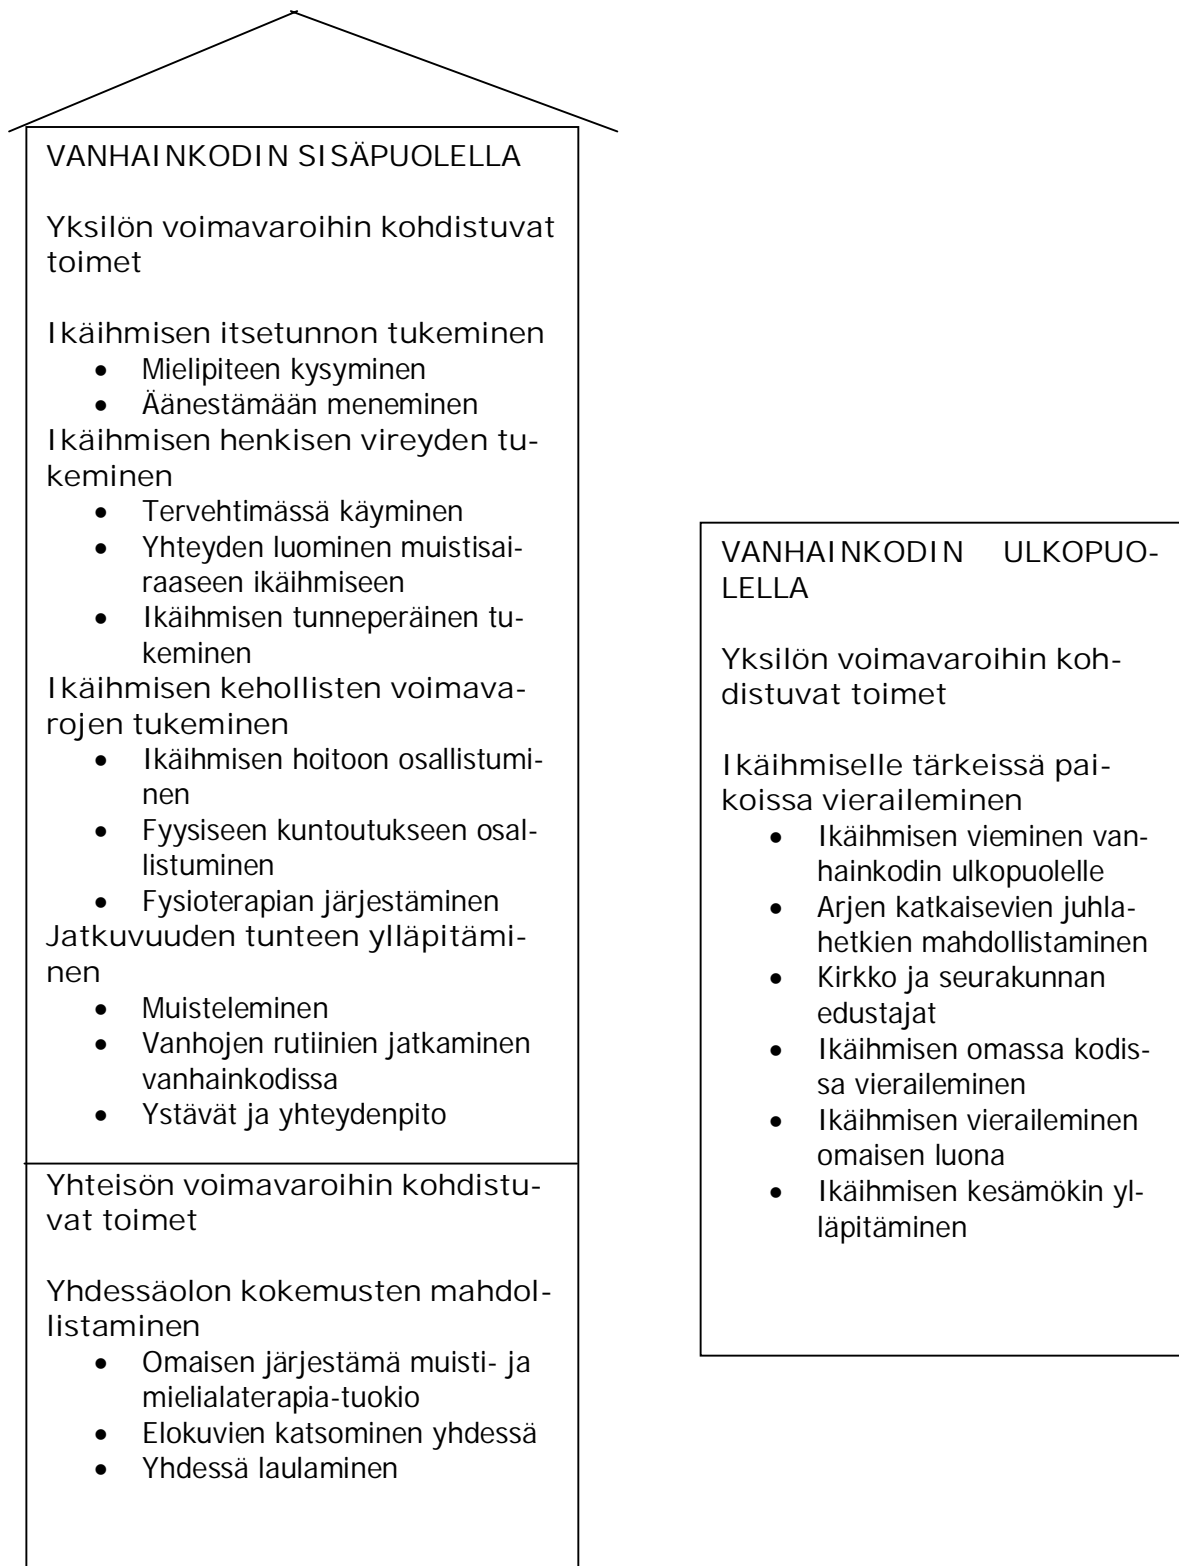 VANHAINKODIN SISÄPUOLELLA
Yksilön voimavaroihin kohdistuvat
toimet
Ikäihmisen itsetunnon tukeminen
• Mielipiteen kysyminen
• Äänestämään meneminen
Ikäihmisen henkisen vireyden tu-
keminen
• Tervehtimässä käyminen
• Yhteyden luominen muistisai-
raaseen ikäihmiseen
• Ikäihmisen tunneperäinen tu-
keminen
Ikäihmisen kehollisten voimava-
rojen tukeminen
• Ikäihmisen hoitoon osallistumi-
nen
• Fyysiseen kuntoutukseen osal-
listuminen
• Fysioterapian järjestäminen
Jatkuvuuden tunteen ylläpitämi-
nen
• Muisteleminen
• Vanhojen rutiinien jatkaminen
vanhainkodissa
• Ystävät ja yhteydenpito
Yhteisön voimavaroihin kohdistu-
vat toimet
Yhdessäolon kokemusten mahdol-
listaminen
• Omaisen järjestämä muisti- ja
mielialaterapia-tuokio
• Elokuvien katsominen yhdessä
• Yhdessä laulaminen
VANHAINKODIN ULKOPUO-
LELLA
Yksilön voimavaroihin koh-
distuvat toimet
Ikäihmiselle tärkeissä pai-
koissa vieraileminen
• Ikäihmisen vieminen van-
hainkodin ulkopuolelle
• Arjen katkaisevien juhla-
hetkien mahdollistaminen
• Kirkko ja seurakunnan
edustajat
• Ikäihmisen omassa kodis-
sa vieraileminen
• Ikäihmisen vieraileminen
omaisen luona
• Ikäihmisen kesämökin yl-
läpitäminen